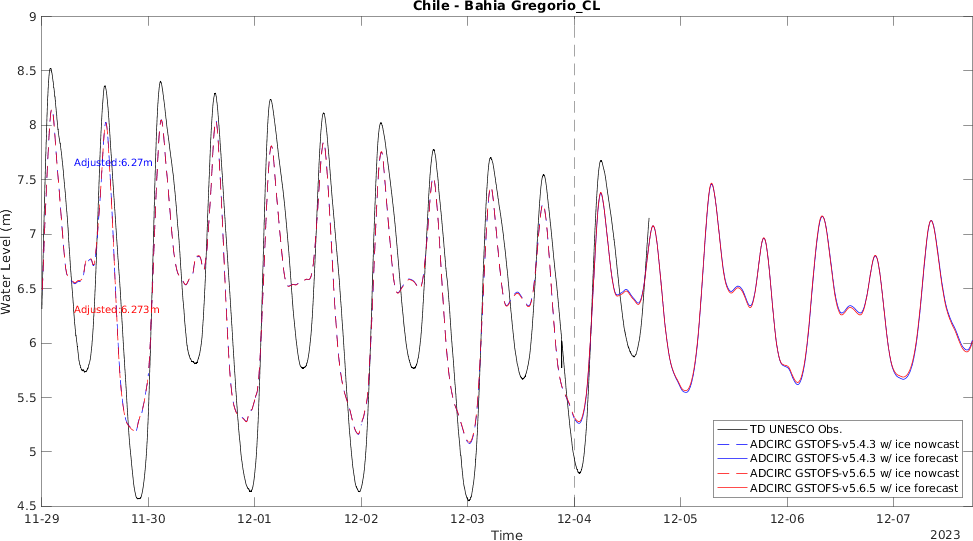 Chile - Bahia Gregorio_CL
Water Level (m)
9
8.5
8
7.5
7
6.5
6
5.5
5
4.5
Adjusted:6.27m
Adjusted:6.273m
TD UNESCO Obs.
ADCIRC GSTOFS-v5.4.3 w/ ice nowcast
ADCIRC GSTOFS-v5.4.3 w/ ice forecast
ADCIRC GSTOFS-v5.6.5 w/ ice nowcast
ADCIRC GSTOFS-v5.6.5 w/ ice forecast
11-29 11-30 12-01 12-02 12-03 12-04 12-05 12-06 12-07
Time
2023